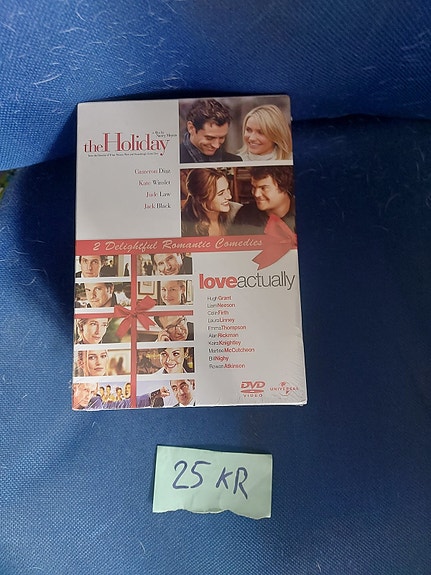 a film by Nancy Meyers
the Holiday
Cameron Diaz
Kate Winslet
Jude Law
Jack Black
2 Delightful Romantic Comedies
love actually
Hugh Grant
Liam Neeson
Colin Firth
Laura Linney
Emma Thompson
Alan Rickman
Keira Knightley
Martine McCutcheon
Bill Nighy
Rowan Atkinson
DVD
VIDEO
UNIVERSAL
25 KR